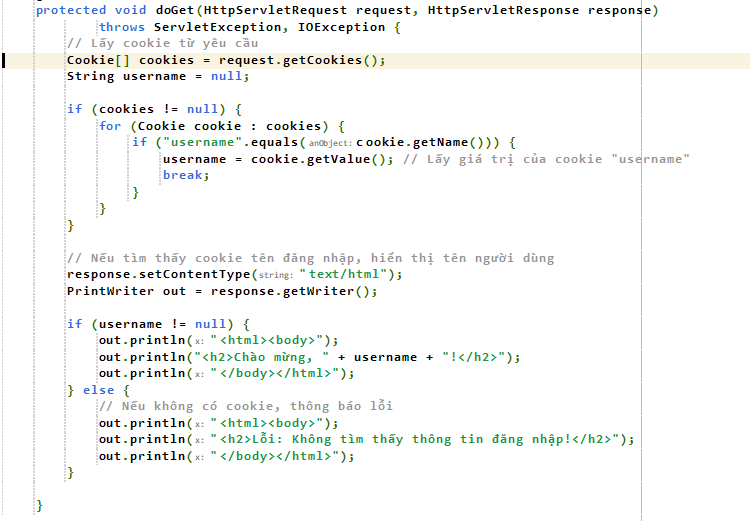 protected void doGet(HttpServletRequest request, HttpServletResponse response)
throws ServletException, IOException {
// Lấy cookie từ yêu cầu
Cookie[] cookies = request.getCookies();
String username = null;
if (cookies != null) {
for (Cookie cookie : cookies) {
if ("username".equals(anObject: cookie.getName())) {
username = cookie.getValue(); // Lấy giá trị của cookie "username"
break;
}
}
}
// Nếu tìm thấy cookie tên đăng nhập, hiển thị tên người dùng
response.setContentType(string: "text/html");
PrintWriter out = response.getWriter();
if (username != null) {
out.println(x: "<html><body>");
out.println("<h2>Chào mừng, " + username + "!</h2>");
out.println(x: "</body></html>");
} else {
// Nếu không có cookie, thông báo lỗi
out.println(x: "<html><body>");
out.println(x: "<h2>Lỗi: Không tìm thấy thông tin đăng nhập!</h2>");
out.println(x: "</body></html>");
}
}